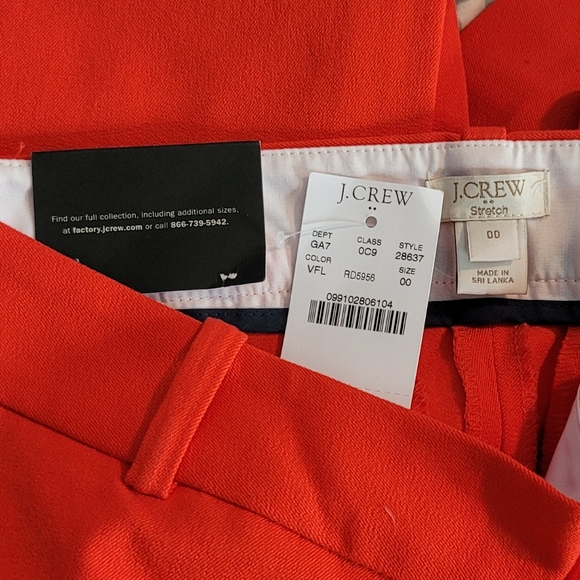 Find our full collection, including additional sizes,
at factory.jcrew.com or call 866-739-5942.
J.CREW
DEPT CLASS STYLE
GA7 0C9 28637
COLOR SIZE
VFL RD5956 00
099102806104
J.CREW
Stretch
00
MADE IN
SRI LANKA